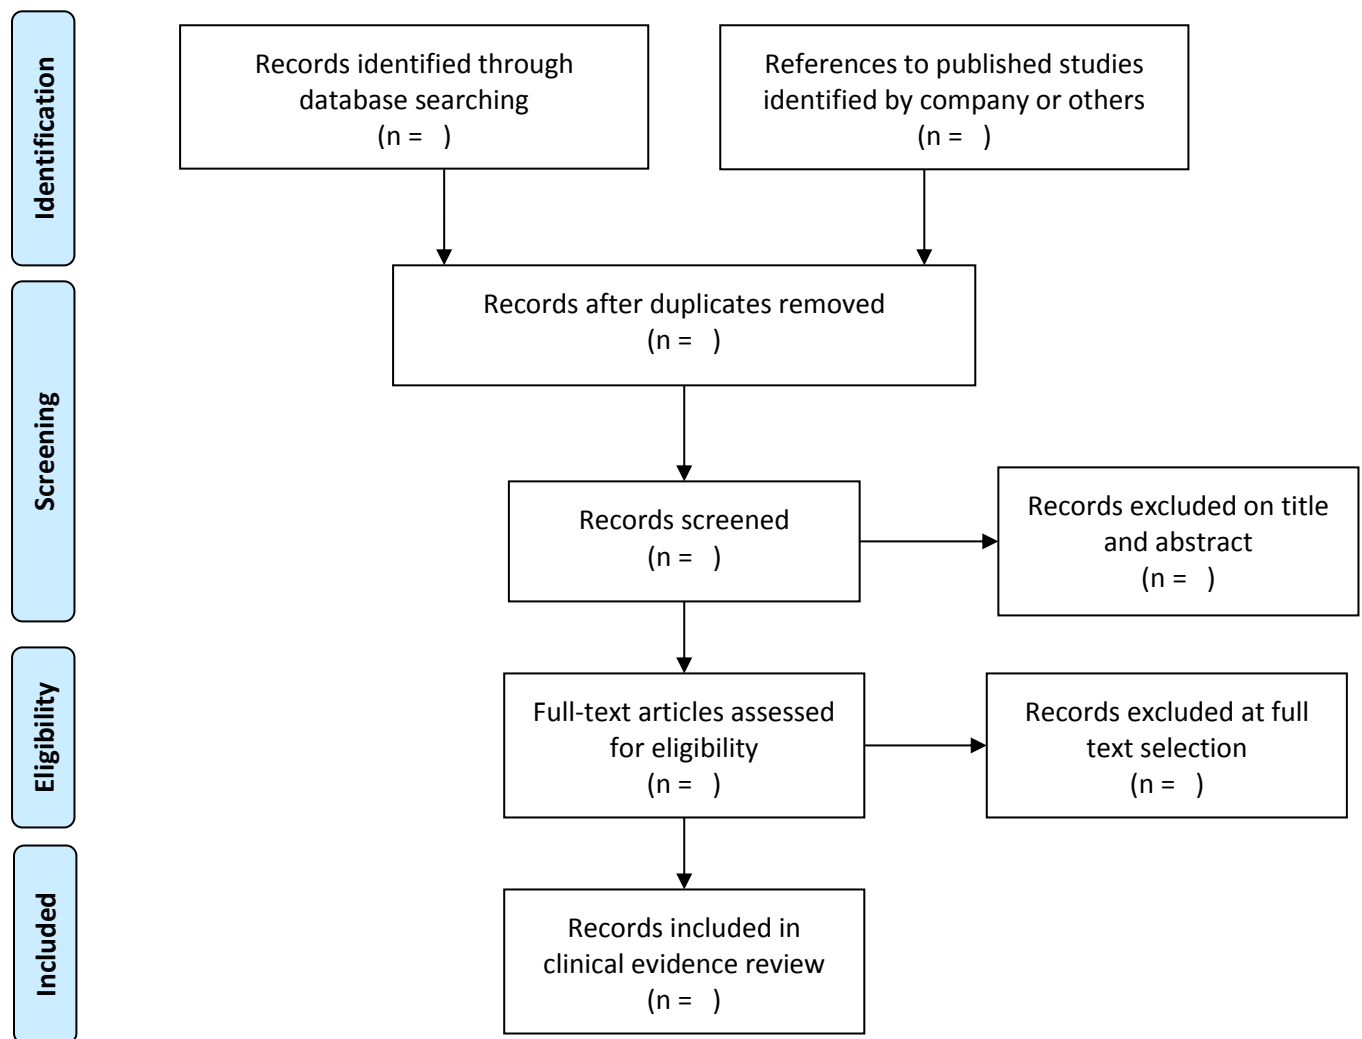 Identification
Records identified through
database searching
(n =   )
References to published studies
identified by company or others
(n =   )
Screening
Records after duplicates removed
(n =   )
Records screened
(n =   )
Records excluded on title
and abstract
(n =   )
Eligibility
Full-text articles assessed
for eligibility
(n =   )
Records excluded at full
text selection
(n =   )
Included
Records included in
clinical evidence review
(n =   )